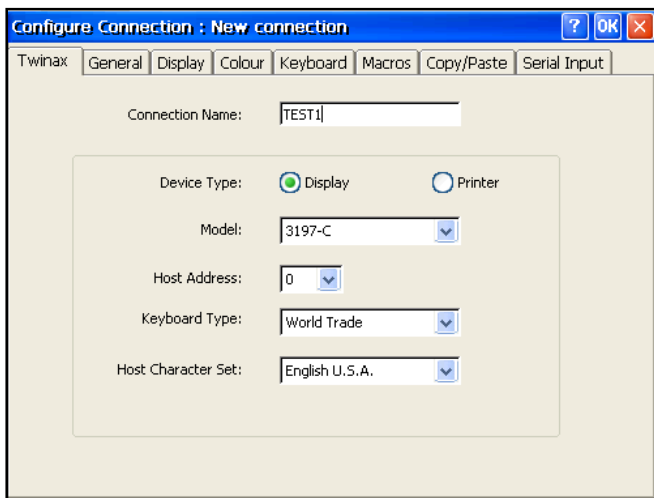 Configure Connection : New connection ? OK
Twinax General Display Colour Keyboard Macros Copy/Paste Serial Input
Connection Name: TEST1
Device Type: Display Printer
Model: 3197-C
Host Address: 0
Keyboard Type: World Trade
Host Character Set: English U.S.A.